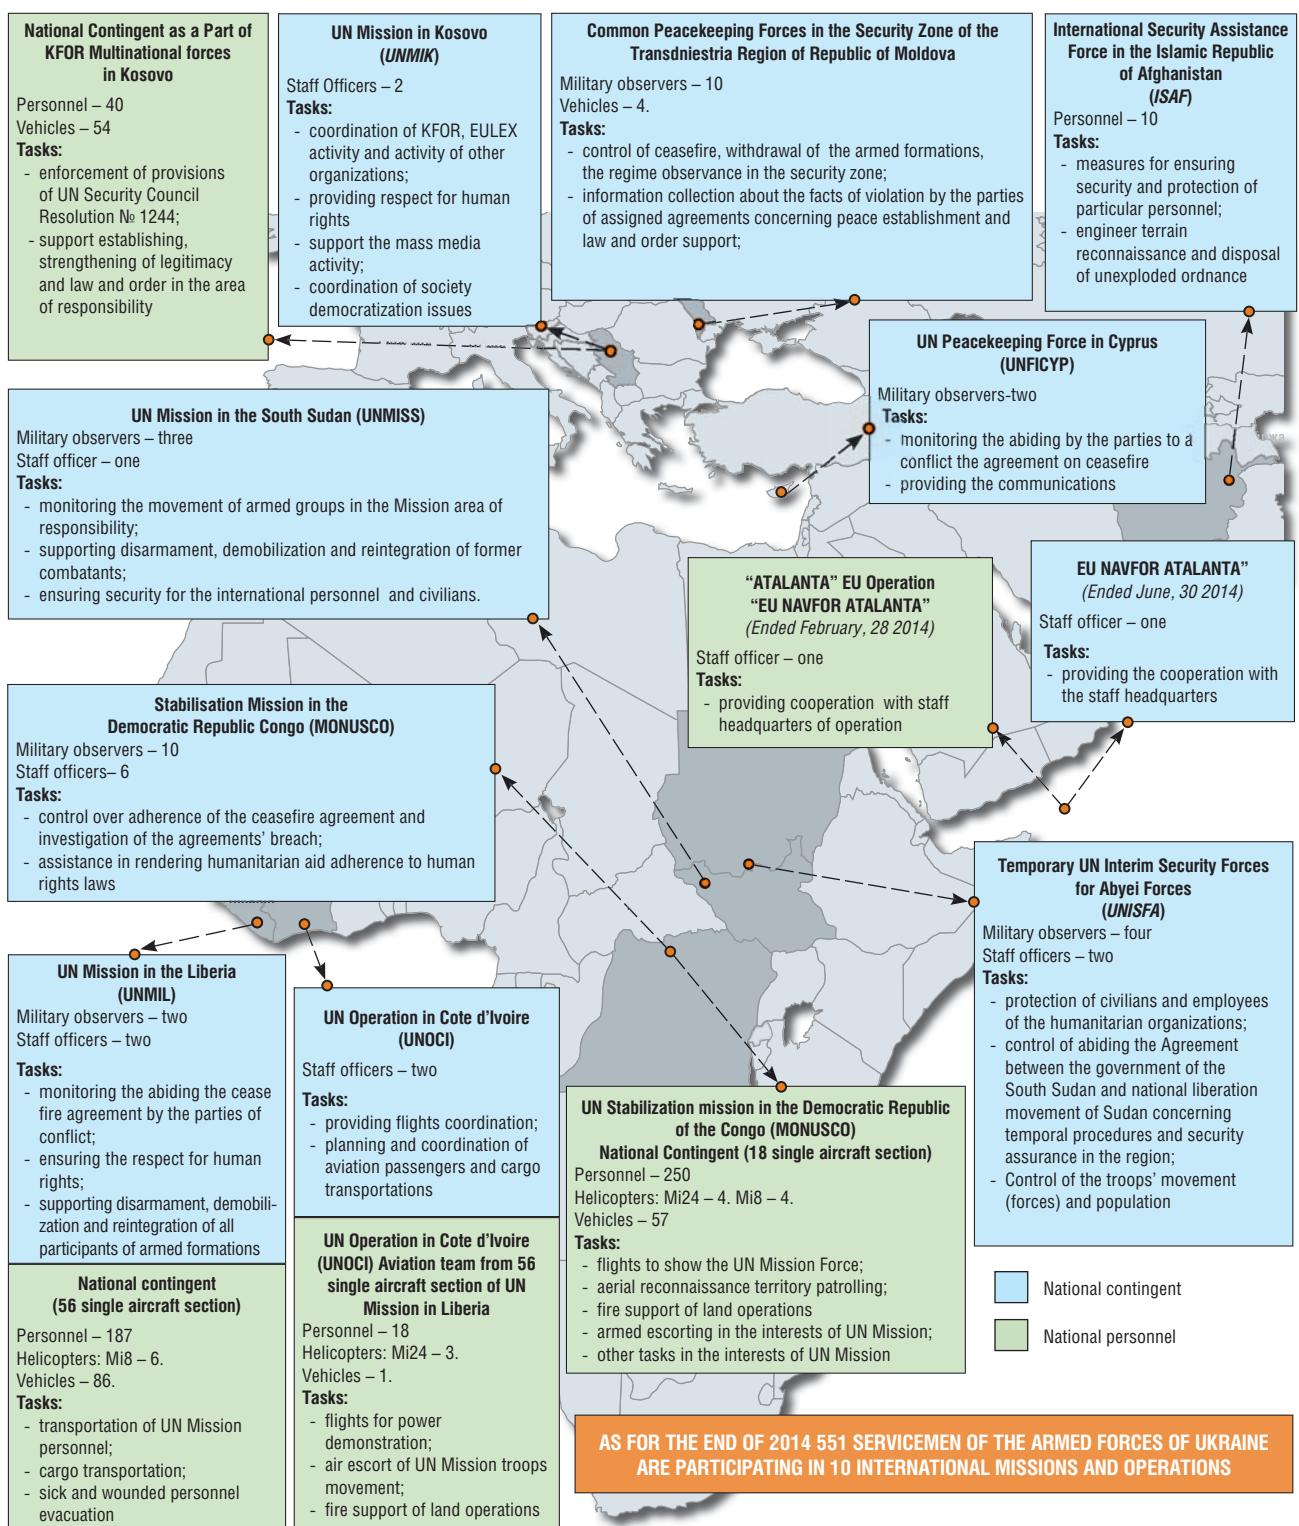 National Contingent as a Part of
KFOR Multinational forces
in Kosovo
Personnel – 40
Vehicles – 54
Tasks:
- enforcement of provisions
of UN Security Council
Resolution № 1244;
- support establishing,
strengthening of legitimacy
and law and order in the area
of responsibility
UN Mission in Kosovo
(UNMIK)
Staff Officers – 2
Tasks:
- coordination of KFOR, EULEX
activity and activity of other
organizations;
- providing respect for human
rights
- support the mass media
activity;
- coordination of society
democratization issues
Common Peacekeeping Forces in the Security Zone of the
Transdniestria Region of Republic of Moldova
Military observers – 10
Vehicles – 4.
Tasks:
- control of ceasefire, withdrawal of the armed formations,
the regime observance in the security zone;
- information collection about the facts of violation by the parties
of assigned agreements concerning peace establishment and
law and order support;
International Security Assistance
Force in the Islamic Republic
of Afghanistan
(ISAF)
Personnel – 10
Tasks:
- measures for ensuring
security and protection of
particular personnel;
- engineer terrain
reconnaissance and disposal
of unexploded ordnance
UN Peacekeeping Force in Cyprus
(UNFICYP)
Military observers-two
Tasks:
- monitoring the abiding by the parties to a
conflict the agreement on ceasefire
- providing the communications
UN Mission in the South Sudan (UNMISS)
Military observers – three
Staff officer – one
Tasks:
- monitoring the movement of armed groups in the Mission area of
responsibility;
- supporting disarmament, demobilization and reintegration of former
combatants;
- ensuring security for the international personnel and civilians.
“ATALANTA” EU Operation
“EU NAVFOR ATALANTA”
(Ended February, 28 2014)
Staff officer – one
Tasks:
- providing cooperation with staff
headquarters of operation
EU NAVFOR ATALANTA”
(Ended June, 30 2014)
Staff officer – one
Tasks:
- providing the cooperation with
the staff headquarters
Stabilisation Mission in the
Democratic Republic Congo (MONUSCO)
Military observers – 10
Staff officers– 6
Tasks:
- control over adherence of the ceasefire agreement and
investigation of the agreements’ breach;
- assistance in rendering humanitarian aid adherence to human
rights laws
Temporary UN Interim Security Forces
for Abyei Forces
(UNISFA)
Military observers – four
Staff officers – two
Tasks:
- protection of civilians and employees
of the humanitarian organizations;
- control of abiding the Agreement
between the government of the
South Sudan and national liberation
movement of Sudan concerning
temporal procedures and security
assurance in the region;
- Control of the troops’ movement
(forces) and population
UN Mission in the Liberia
(UNMIL)
Military observers – two
Staff officers – two
Tasks:
- monitoring the abiding the cease
fire agreement by the parties of
conflict;
- ensuring the respect for human
rights;
- supporting disarmament, demobili-
zation and reintegration of all
participants of armed formations
UN Operation in Cote d’Ivoire
(UNOCI)
Staff officers – two
Tasks:
- providing flights coordination;
- planning and coordination of
aviation passengers and cargo
transportations
UN Stabilization mission in the Democratic Republic
of the Congo (MONUSCO)
National Contingent (18 single aircraft section)
Personnel – 250
Helicopters: Mi24 – 4. Mi8 – 4.
Vehicles – 57
Tasks:
- flights to show the UN Mission Force;
- aerial reconnaissance territory patrolling;
- fire support of land operations
- armed escorting in the interests of UN Mission;
- other tasks in the interests of UN Mission
National contingent
(56 single aircraft section)
Personnel – 187
Helicopters: Mi8 – 6.
Vehicles – 86.
Tasks:
- transportation of UN Mission
personnel;
- cargo transportation;
- sick and wounded personnel
evacuation
UN Operation in Cote d’Ivoire
(UNOCI) Aviation team from 56
single aircraft section of UN
Mission in Liberia
Personnel – 18
Helicopters: Mi24 – 3.
Vehicles – 1.
Tasks:
- flights for power
demonstration;
- air escort of UN Mission troops
movement;
- fire support of land operations
National contingent
National personnel
AS FOR THE END OF 2014 551 SERVICEMEN OF THE ARMED FORCES OF UKRAINE
ARE PARTICIPATING IN 10 INTERNATIONAL MISSIONS AND OPERATIONS